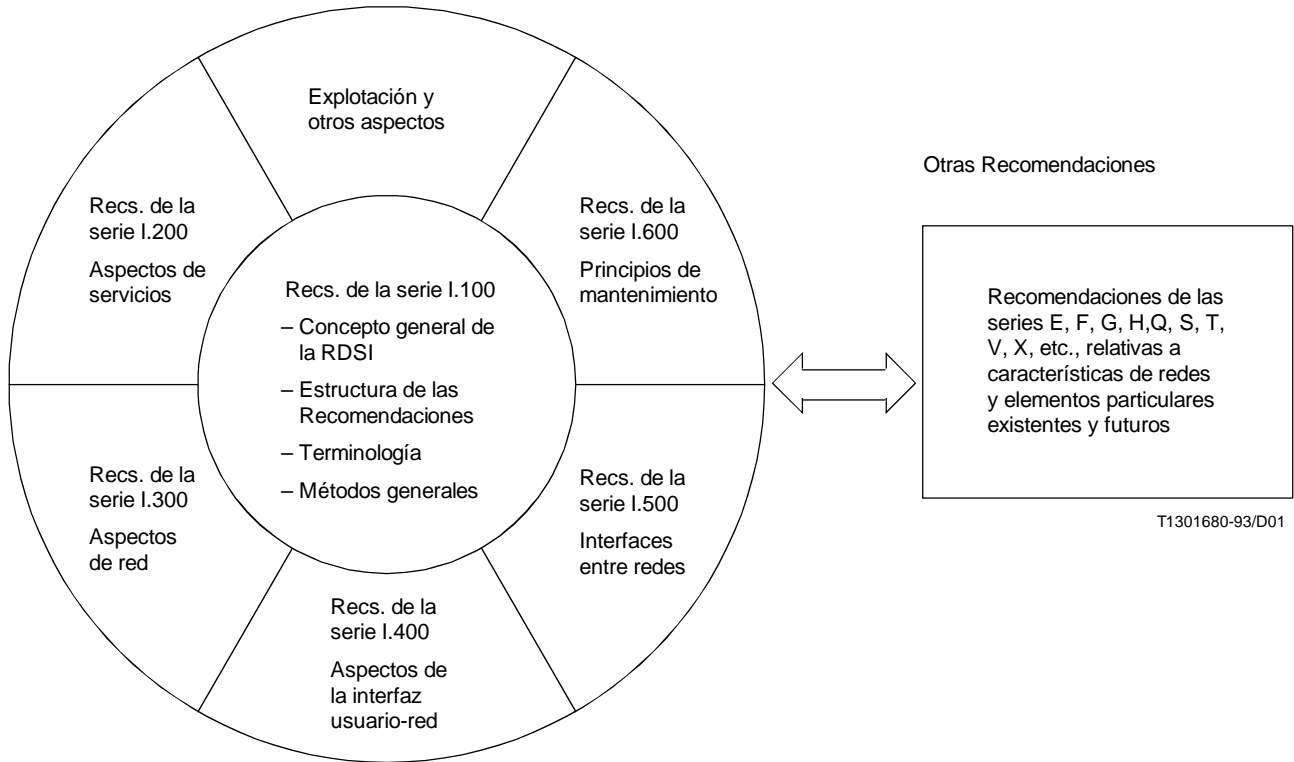 Explotación y
otros aspectos
Recs. de la
serie I.200
Aspectos de
servicios
Recs. de la
serie I.600
Principios de
mantenimiento
Recs. de la serie I.100
– Concepto general de
la RDSI
– Estructura de las
Recomendaciones
– Terminología
– Métodos generales
Recs. de la
serie I.300
Aspectos
de red
Recs. de la
serie I.500
Interfaces
entre redes
Recs. de la
serie I.400
Aspectos de
la interfaz
usuario-red
Otras Recomendaciones
Recomendaciones de las
series E, F, G, H,Q, S, T,
V, X, etc., relativas a
características de redes
y elementos particulares
existentes y futuros
T1301680-93/D01